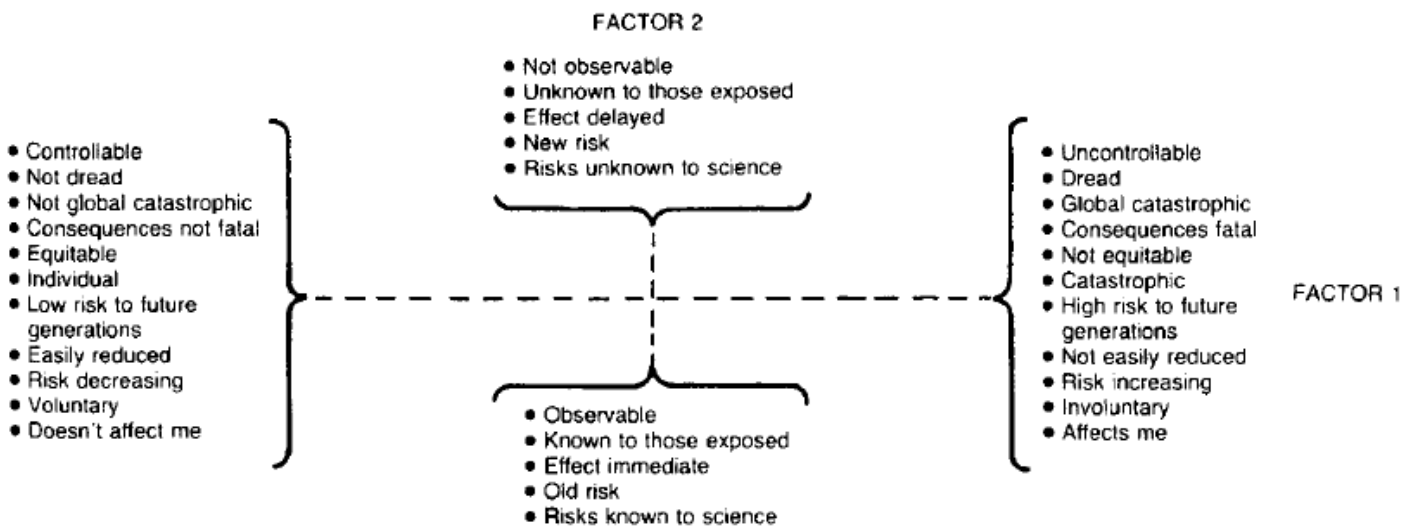 FACTOR 2
● Not observable
● Unknown to those exposed
● Effect delayed
● New risk
● Risks unknown to science
● Controllable
● Not dread
● Not global catastrophic
● Consequences not fatal
● Equitable
● Individual
● Low risk to future
generations
● Easily reduced
● Risk decreasing
● Voluntary
● Doesn't affect me
● Uncontrollable
● Dread
● Global catastrophic
● Consequences fatal
● Not equitable
● Catastrophic
● High risk to future
generations
● Not easily reduced
● Risk increasing
● Involuntary
● Affects me
FACTOR 1
● Observable
● Known to those exposed
● Effect immediate
● Old risk
● Risks known to science